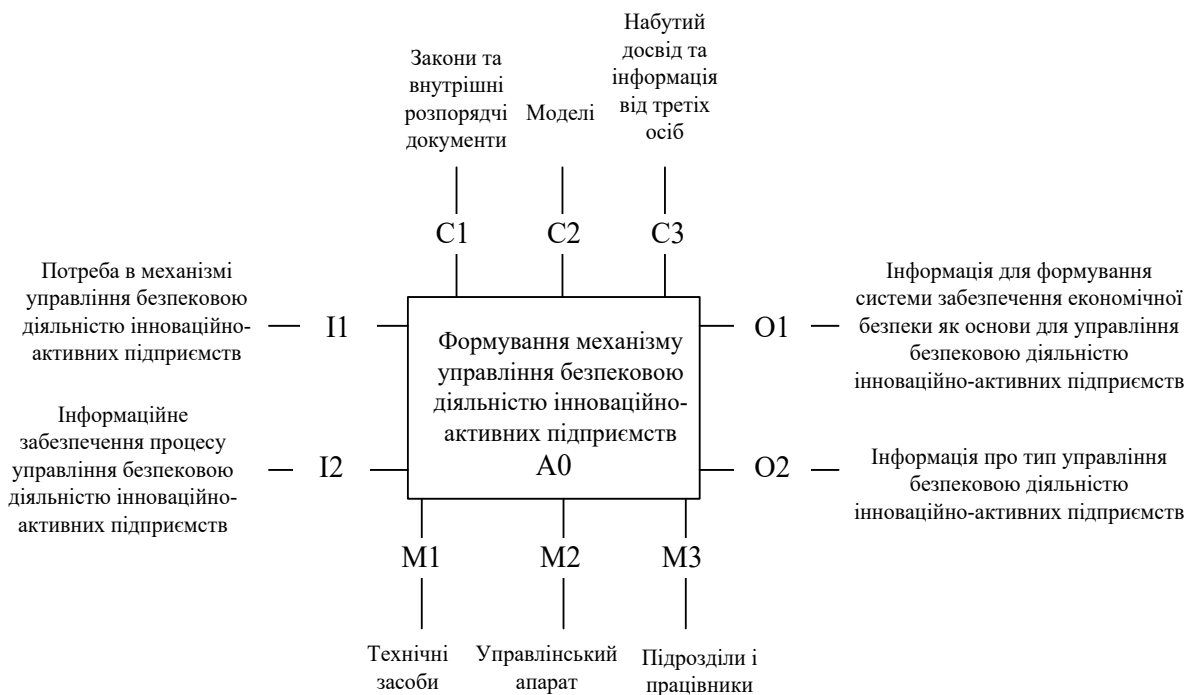 Закони та
внутрішні
розпорядчі
документи
Моделі
Набутий
досвід та
інформація
від третіх
осіб
C1
C2
C3
Потреба в механізмі
управління безпековою
діяльністю інноваційно-
активних підприємств
I1
Інформаційне
забезпечення процесу
управління безпековою
діяльністю інноваційно-
активних підприємств
I2
Формування механізму
управління безпековою
діяльністю інноваційно-
активних підприємств
A0
O1
Інформація для формування
системи забезпечення економічної
безпеки як основи для управління
безпековою діяльністю
інноваційно-активних підприємств
O2
Інформація про тип управління
безпековою діяльністю
інноваційно-активних підприємств
M1
M2
M3
Технічні
засоби
Управлінський
апарат
Підрозділи і
працівники